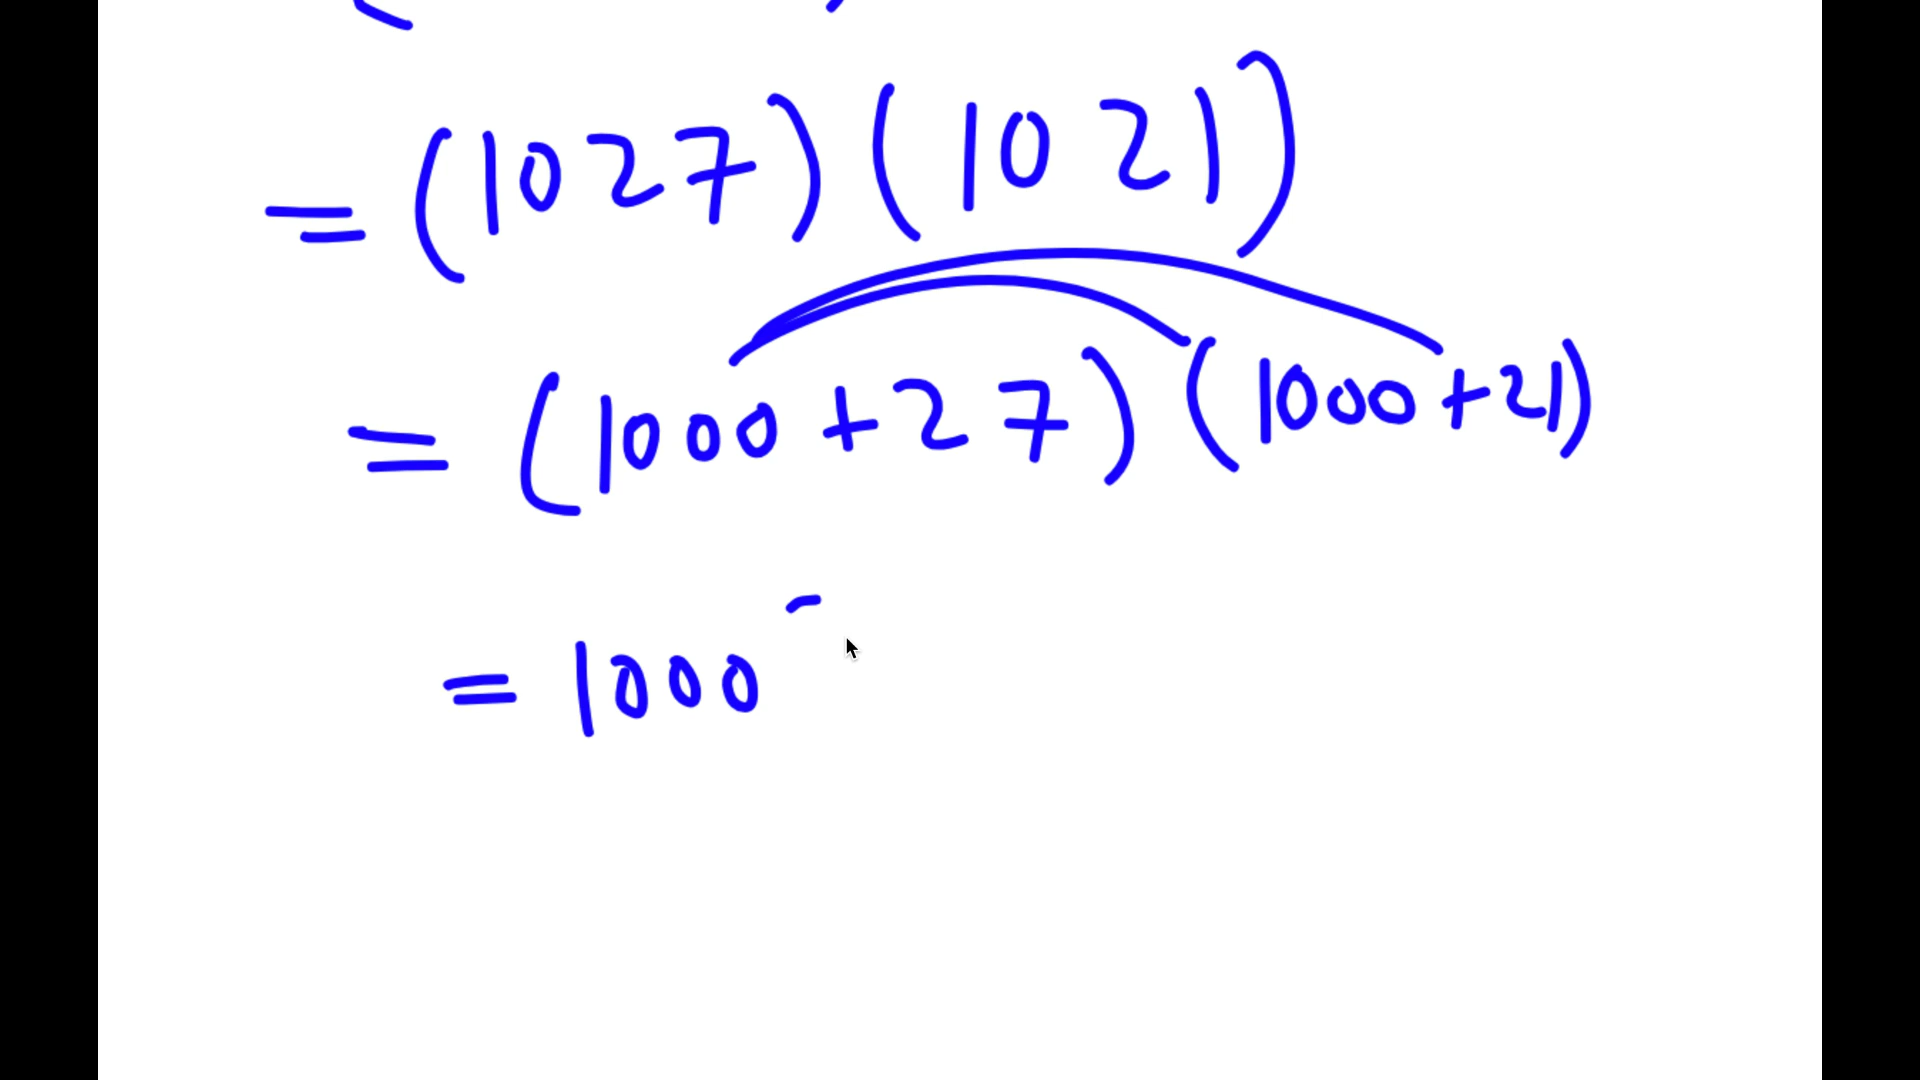 = (1027)(1021)
= (1000+27)(1000+21)
= 1000